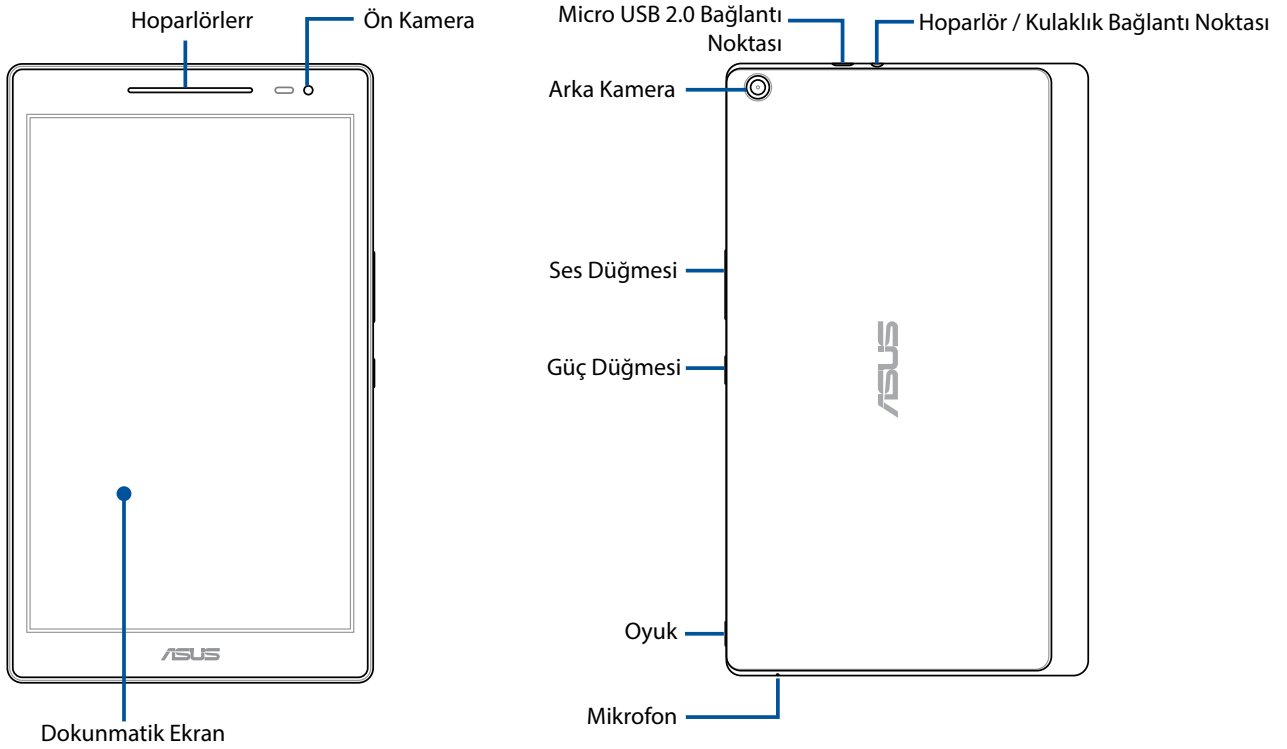 Hoparlörlerr
Ön Kamera
ASUS
Dokunmatik Ekran
Micro USB 2.0 Bağlantı
Noktası
Hoparlör / Kulaklık Bağlantı Noktası
Arka Kamera
Ses Düğmesi
Güç Düğmesi
ASUS
Oyuk
Mikrofon